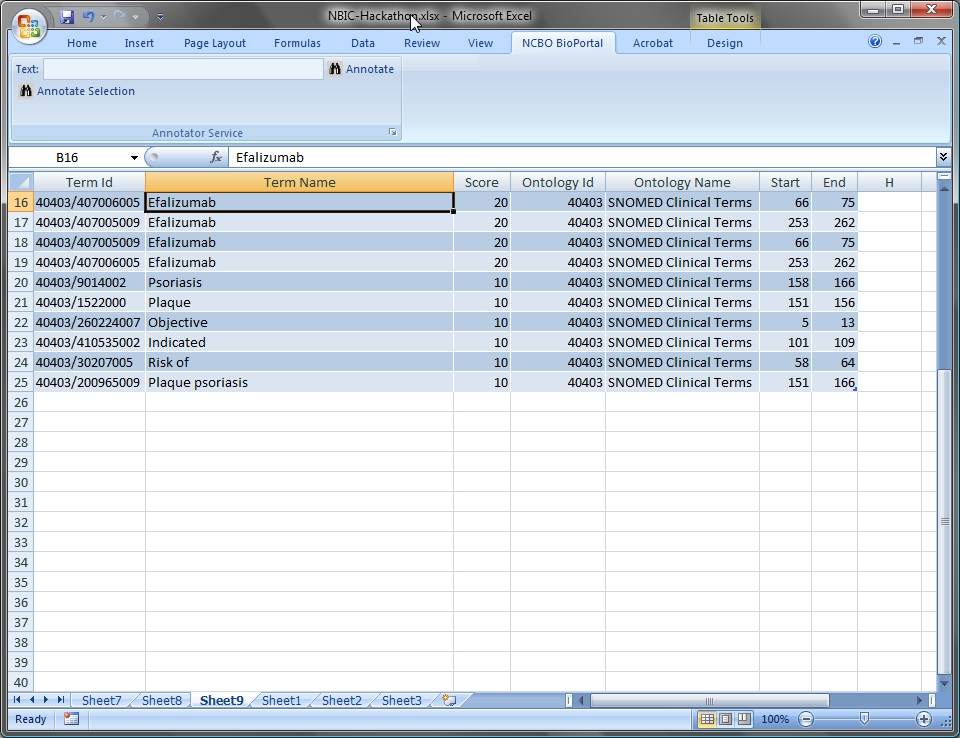 NBIC-Hackathon.xlsx - Microsoft Excel Table Tools
Home Insert Page Layout Formulas Data Review View NCBO BioPortal Acrobat Design
Text: Annotate
Annotate Selection
Annotator Service
B16 fx Efalizumab
Term Id Term Name Score Ontology Id Ontology Name Start End H
16 40403/407006005 Efalizumab 20 40403 SNOMED Clinical Terms 66 75
17 40403/407005009 Efalizumab 20 40403 SNOMED Clinical Terms 253 262
18 40403/407005009 Efalizumab 20 40403 SNOMED Clinical Terms 66 75
19 40403/407006005 Efalizumab 20 40403 SNOMED Clinical Terms 253 262
20 40403/9014002 Psoriasis 10 40403 SNOMED Clinical Terms 158 166
21 40403/1522000 Plaque 10 40403 SNOMED Clinical Terms 151 156
22 40403/260224007 Objective 10 40403 SNOMED Clinical Terms 5 13
23 40403/410535002 Indicated 10 40403 SNOMED Clinical Terms 101 109
24 40403/30207005 Risk of 10 40403 SNOMED Clinical Terms 58 64
25 40403/200965009 Plaque psoriasis 10 40403 SNOMED Clinical Terms 151 166
26
27
28
29
30
31
32
33
34
35
36
37
38
39
40
Sheet7 Sheet8 Sheet9 Sheet1 Sheet2 Sheet3
Ready 100%